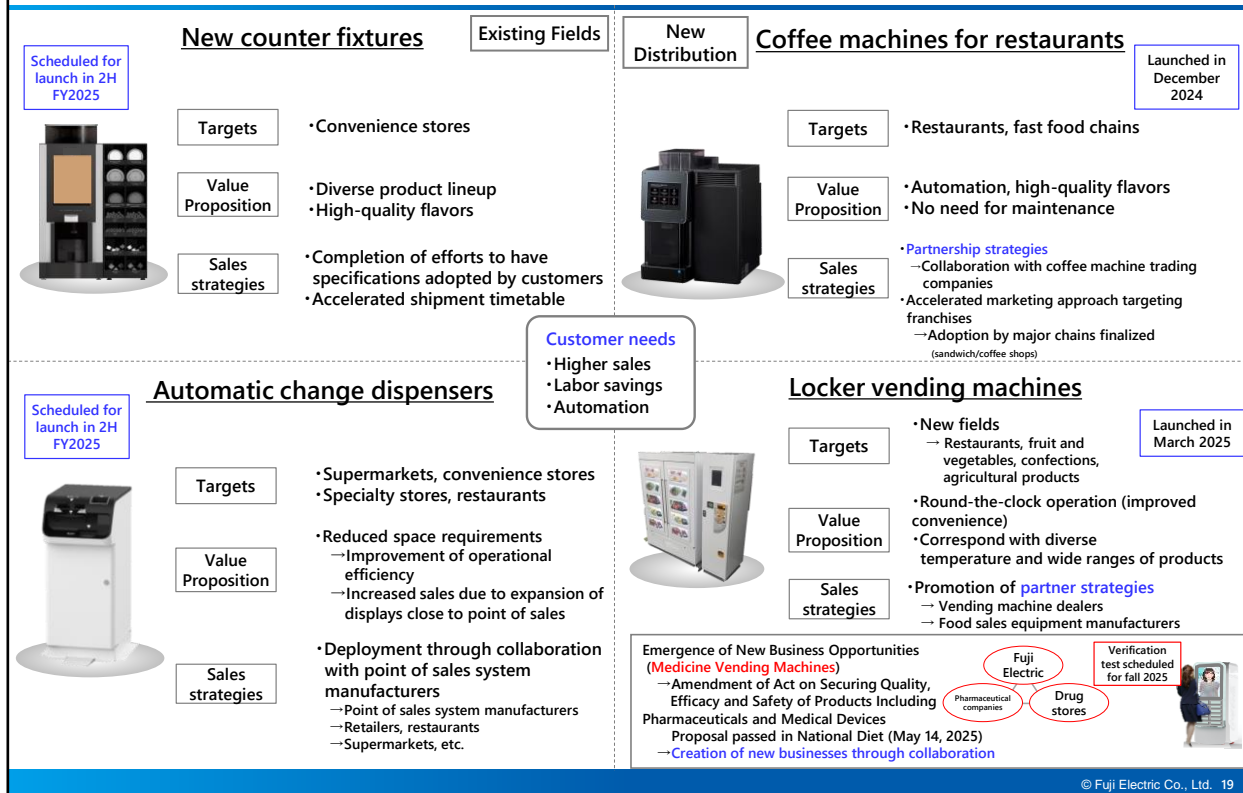 New counter fixtures
Existing Fields
Scheduled for
launch in 2H
FY2025
Targets
・Convenience stores
Value
Proposition
・Diverse product lineup
・High-quality flavors
Sales
strategies
・Completion of efforts to have
specifications adopted by customers
・Accelerated shipment timetable
New
Distribution
Coffee machines for restaurants
Launched in
December
2024
Targets
・Restaurants, fast food chains
Value
Proposition
・Automation, high-quality flavors
・No need for maintenance
Sales
strategies
・Partnership strategies
→Collaboration with coffee machine trading
companies
・Accelerated marketing approach targeting
franchises
→Adoption by major chains finalized
(sandwich/coffee shops)
Customer needs
・Higher sales
・Labor savings
・Automation
Automatic change dispensers
Scheduled for
launch in 2H
FY2025
Targets
・Supermarkets, convenience stores
・Specialty stores, restaurants
Value
Proposition
・Reduced space requirements
→Improvement of operational
efficiency
→Increased sales due to expansion of
displays close to point of sales
Sales
strategies
・Deployment through collaboration
with point of sales system
manufacturers
→Point of sales system manufacturers
→Retailers, restaurants
→Supermarkets, etc.
Locker vending machines
Launched in
March 2025
Targets
・New fields
→ Restaurants, fruit and
vegetables, confections,
agricultural products
Value
Proposition
・Round-the-clock operation (improved
convenience)
・Correspond with diverse
temperature and wide ranges of products
Sales
strategies
・Promotion of partner strategies
→ Vending machine dealers
→ Food sales equipment manufacturers
Emergence of New Business Opportunities
(Medicine Vending Machines)
→Amendment of Act on Securing Quality,
Efficacy and Safety of Products Including
Pharmaceuticals and Medical Devices
Proposal passed in National Diet (May 14, 2025)
→Creation of new businesses through collaboration
Fuji
Electric
Pharmaceutical
companies
Drug
stores
Verification
test scheduled
for fall 2025
© Fuji Electric Co., Ltd. 19